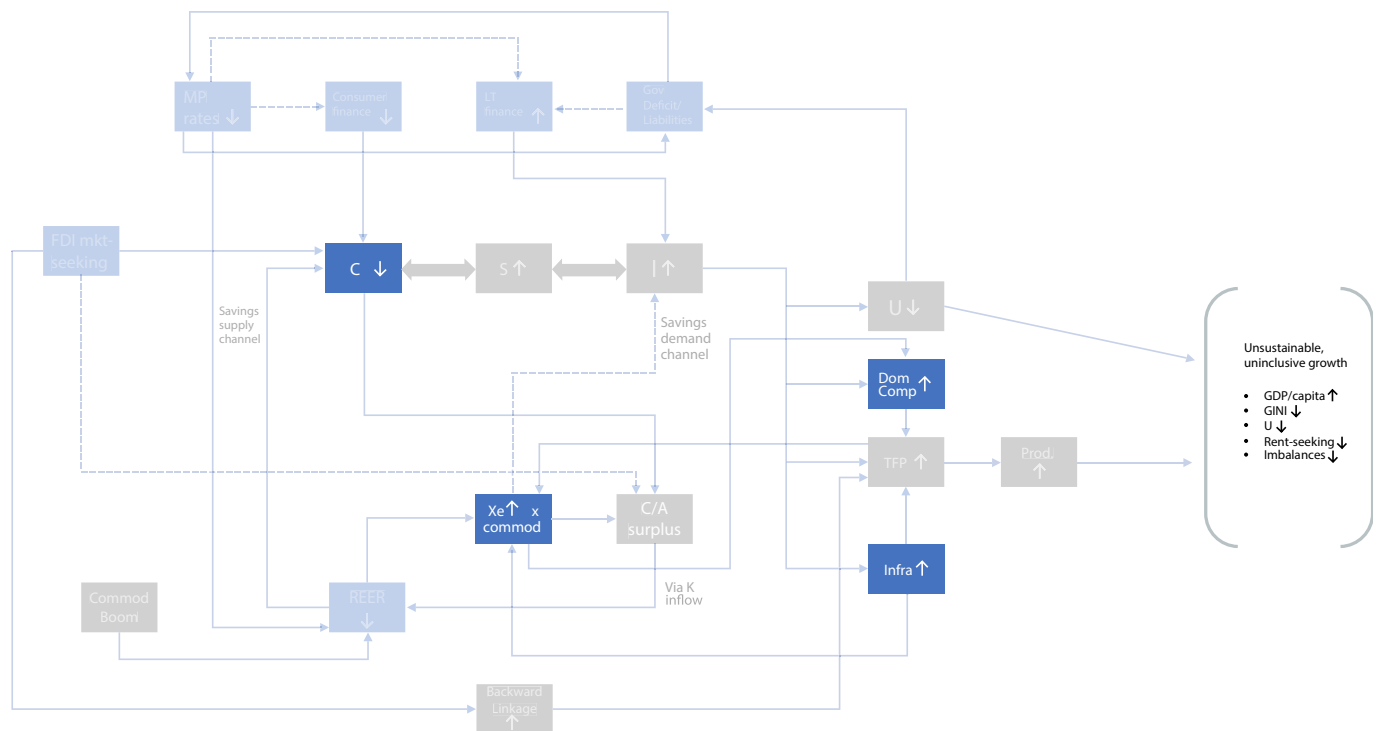 MP
rates ↓
Consumer
finance ↓
LT
finance ↑
Gov
Deficit/
Liabilities
FDI mkt-
seeking
C ↓
S ↑
I ↑
Savings
supply
channel
Savings
demand
channel
U ↓
Dom
Comp ↑
TFP ↑
Prod.
↑
Unsustainable,
uninclusive growth
• GDP/capita ↑
• GINI ↓
• U ↓
• Rent-seeking ↓
• Imbalances ↓
Xe ↑ x
commod
C/A
surplus
Infra ↑
Via K
inflow
Commod
Boom
REER
↓
Backward
Linkage
↑